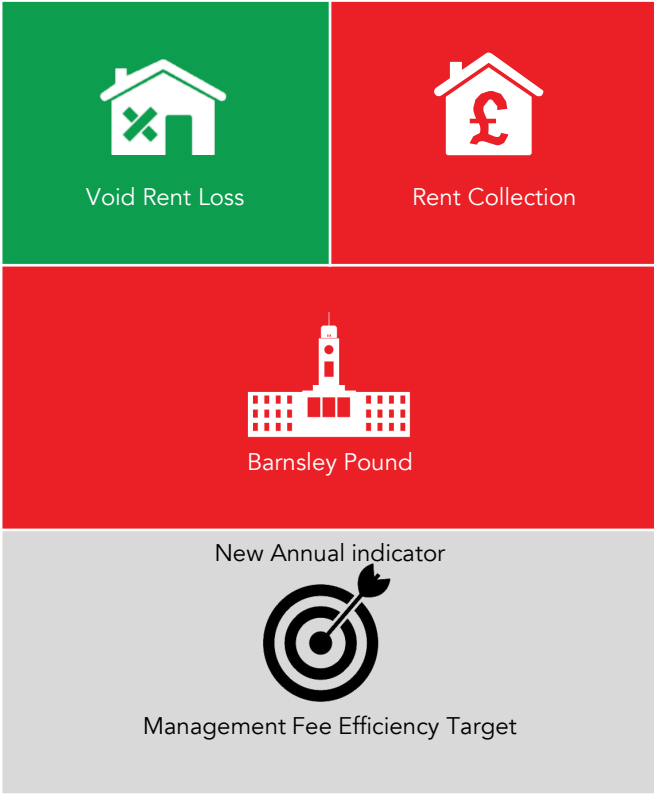 Void Rent Loss
£
Rent Collection
Barnsley Pound
New Annual indicator
Management Fee Efficiency Target